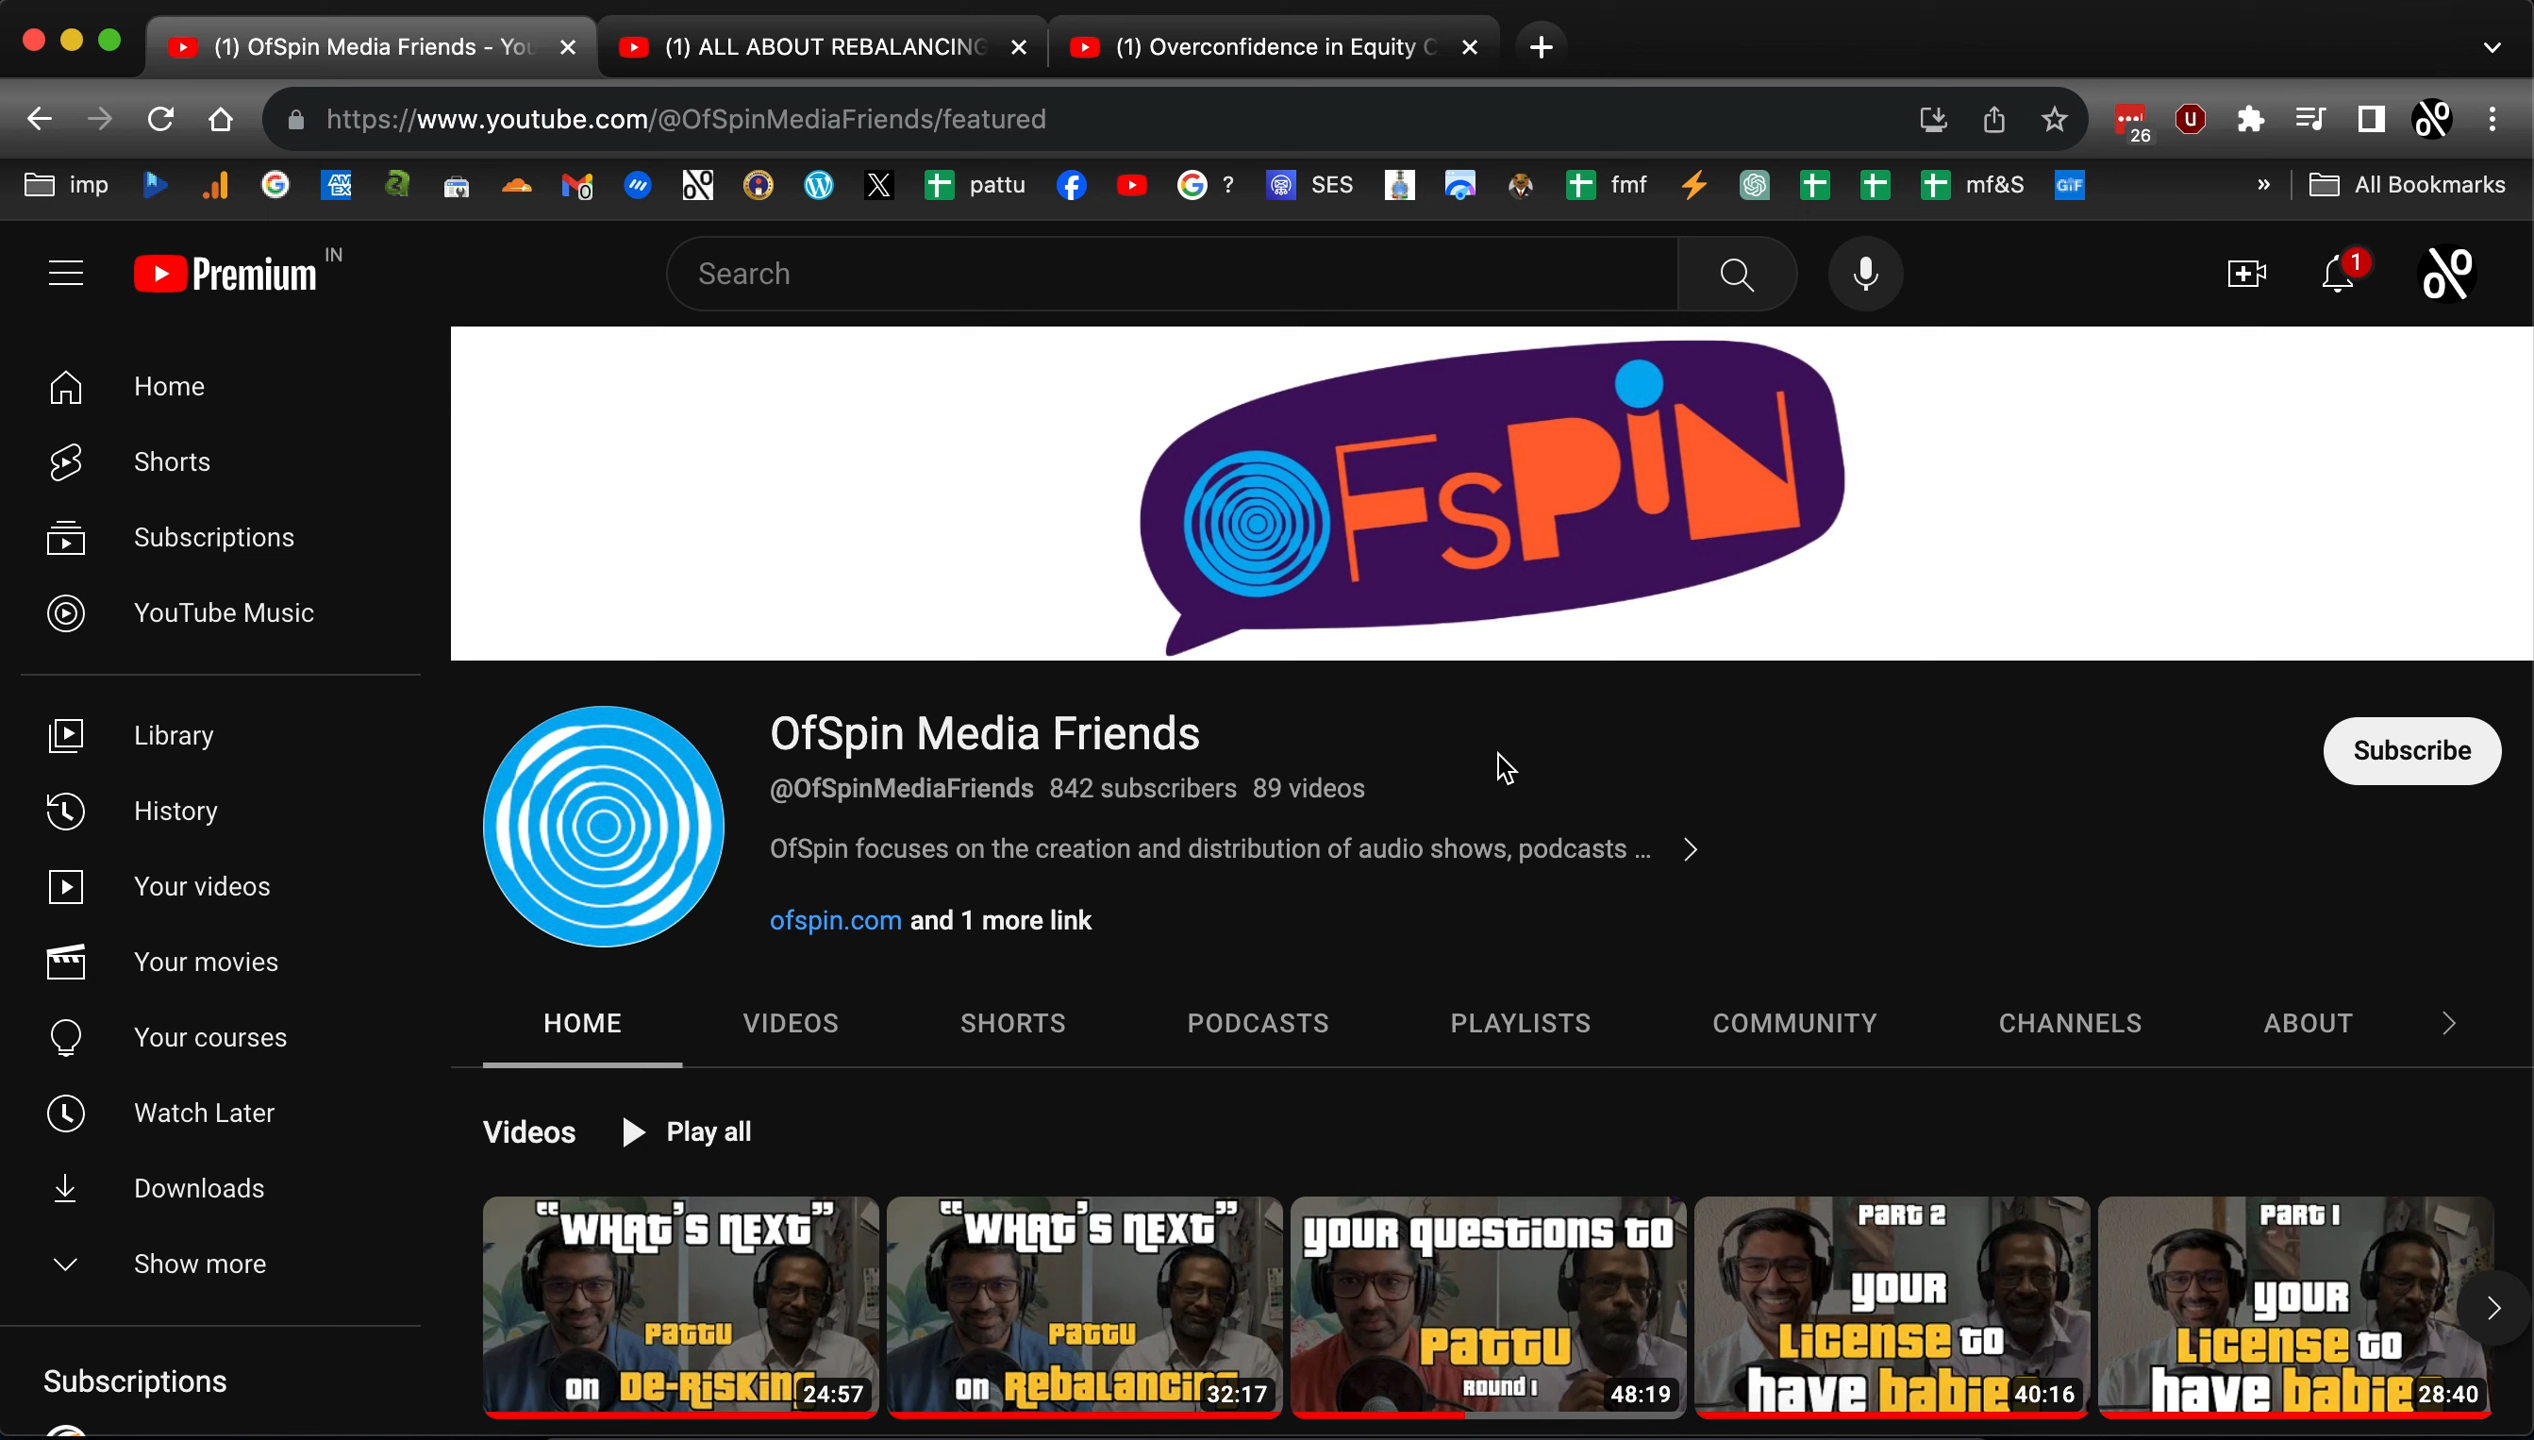 (1) OfSpin Media Friends - You
(1) ALL ABOUT REBALANCING
(1) Overconfidence in Equity
https://www.youtube.com/@OfSpinMediaFriends/featured
26
imp
pattu
?
SES
fmf
mf&S
GIF
»
All Bookmarks
Premium
IN
Search
1
Home
Shorts
Subscriptions
YouTube Music
Library
History
Your videos
Your movies
Your courses
Watch Later
Downloads
Show more
Subscriptions
OFSPiN
OfSpin Media Friends
@OfSpinMediaFriends 842 subscribers 89 videos
OfSpin focuses on the creation and distribution of audio shows, podcasts ...
ofspin.com and 1 more link
Subscribe
HOME
VIDEOS
SHORTS
PODCASTS
PLAYLISTS
COMMUNITY
CHANNELS
ABOUT
Videos
Play all
"WHAT'S NEXT"
PATTU
on DE-RISKING
24:57
"WHAT'S NEXT"
PATTU
on REBALANCING
32:17
YOUR QUESTIONS TO
PATTU
ROUND 1
48:19
PART 2
YOUR
LICENSE TO
HAVE BABIE
40:16
PART 1
YOUR
LICENSE TO
HAVE BABIE
28:40